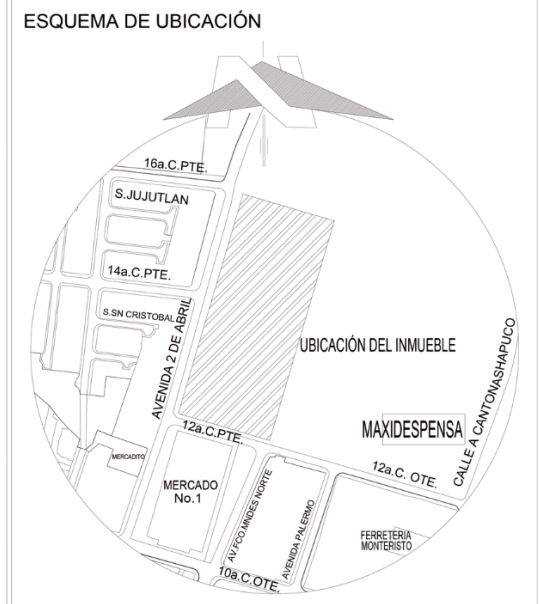 ESQUEMA DE UBICACIÓN
N
16a.C.PTE.
S.JUJUTLAN
14a.C.PTE.
S.SN CRISTOBAL
AVENIDA 2 DE ABRIL
UBICACIÓN DEL INMUEBLE
CALLE A CANTONASHAPUCO
MAXIDESPENSA
12a.C.PTE.
12a.C. OTE.
MERCADITO
MERCADO
No.1
AV.FCO.MNDES NORTE
AVENIDA PALERMO
FERRETERIA
MONTERISTO
10a.C.OTE.